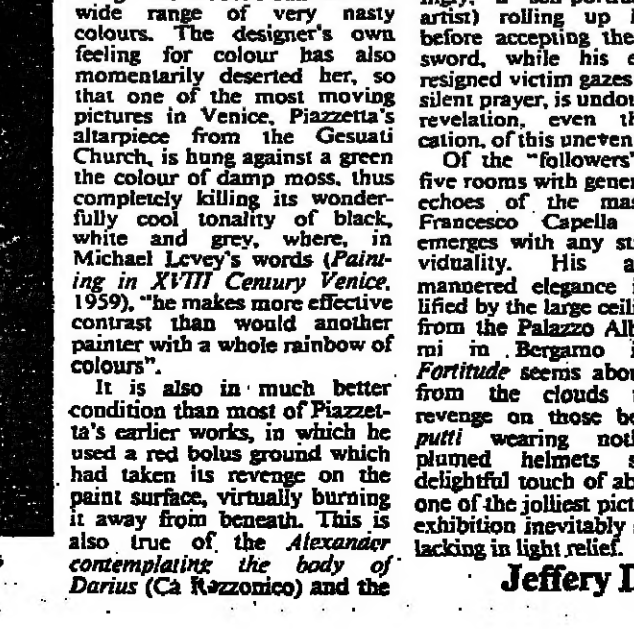 wide range of very nasty
colours. The designer's own
feeling for colour has also
momentarily deserted her, so
that one of the most moving
pictures in Venice, Piazzetta's
altarpiece from the Gesuati
Church, is hung against a green
the colour of damp moss, thus
completely killing its wonder-
fully cool tonality of black,
white and grey, where, in
Michael Levey's words (Paint-
ing in XVIII Century Venice,
1959), "he makes more effective
contrast than would another
painter with a whole rainbow of
colours".
It is also in much better
condition than most of Piazzet-
ta's earlier works, in which he
used a red bolus ground which
had taken its revenge on the
paint surface, virtually burning
it away from beneath. This is
also true of the Alexander
contemplating the body of
Darius (Cà Rezzonico) and the
artist) rolling up
before accepting the
sword, while his
resigned victim gazes
silent prayer, is undou
revelation, even th
cation, of this uneven
Of the "followers"
five rooms with gener
echoes of the mas
Francesco Capella
emerges with any st
viduality. His a
mannered elegance i
lified by the large ceili
from the Palazzo Alb
mi in Bergamo i
Fortitude seems abou
from the clouds
revenge on those be
putti wearing noth
plumed helmets s
delightful touch of ab
one of the jolliest pict
exhibition inevitably
lacking in light relief.
Jeffery D